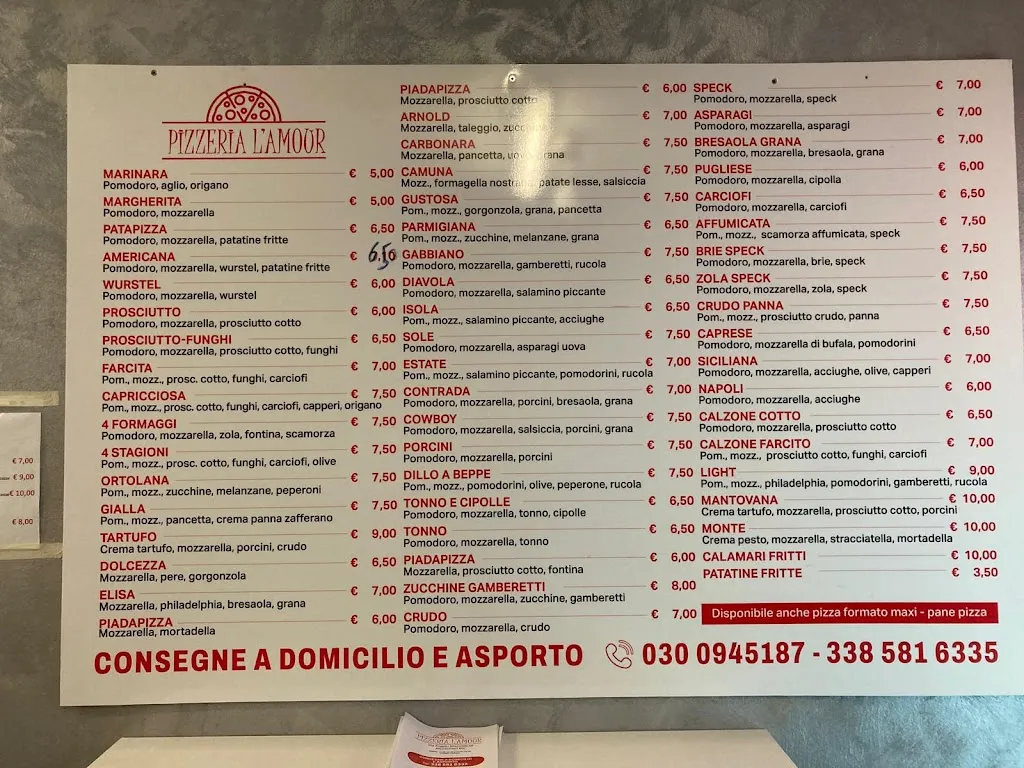 PIZZERIA L'AMOUR
MARINARA € 5,00
Pomodoro, aglio, origano
MARGHERITA € 5,00
Pomodoro, mozzarella
PATAPIZZA € 6,50
Pomodoro, mozzarella, patatine fritte
AMERICANA € 6,50
Pomodoro, mozzarella, wurstel, patatine fritte
WURSTEL € 6,00
Pomodoro, mozzarella, wurstel
PROSCIUTTO € 6,00
Pomodoro, mozzarella, prosciutto cotto
PROSCIUTTO-FUNGHI € 6,50
Pomodoro, mozzarella, prosciutto cotto, funghi
FARCITA € 7,00
Pom., mozz., prosc. cotto, funghi, carciofi
CAPRICCIOSA € 7,50
Pom., mozz., prosc. cotto, funghi, carciofi, capperi, origano
4 FORMAGGI € 7,50
Pomodoro, mozzarella, zola, fontina, scamorza
4 STAGIONI € 7,50
Pom., mozz., prosc. cotto, funghi, carciofi, olive
ORTOLANA € 7,50
Pom., mozz., zucchine, melanzane, peperoni
GIALLA € 7,50
Pom., mozz., pancetta, crema panna zafferano
TARTUFO € 9,00
Crema tartufo, mozzarella, porcini, crudo
DOLCEZZA € 6,50
Mozzarella, pere, gorgonzola
ELISA € 7,00
Mozzarella, philadelphia, bresaola, grana
PIADAPIZZA € 6,00
Mozzarella, mortadella
PIADAPIZZA € 6,00
Mozzarella, prosciutto cotto
ARNOLD € 7,00
Mozzarella, taleggio,
CARBONARA € 7,50
Mozzarella, pancetta, uova, grana
CAMUNA € 7,50
Mozz., formagella nostrana, patate lesse, salsiccia
GUSTOSA € 7,50
Pom., mozz., gorgonzola, grana, pancetta
PARMIGIANA € 6,50
Pom., mozz., zucchine, melanzane, grana
GABBIANO € 7,50
Pomodoro, mozzarella, gamberetti, rucola
DIAVOLA € 6,50
Pomodoro, mozzarella, salamino piccante
ISOLA € 6,50
Pom., mozz., salamino piccante, acciughe
SOLE € 7,50
Pomodoro, mozzarella, asparagi uova
ESTATE € 7,00
Pom., mozz., salamino piccante, pomodorini, rucola
CONTRADA € 7,00
Pomodoro, mozzarella, porcini, bresaola, grana
COWBOY € 7,50
Pomodoro, mozzarella, salsiccia, porcini, grana
PORCINI € 7,50
Pomodoro, mozzarella, porcini
DILLO A BEPPE € 7,50
Pom., mozz., pomodorini, olive, peperone, rucola
TONNO E CIPOLLE € 6,50
Pomodoro, mozzarella, tonno, cipolle
TONNO € 6,50
Pomodoro, mozzarella, tonno
PIADAPIZZA € 6,00
Mozzarella, prosciutto cotto, fontina
ZUCCHINE GAMBERETTI € 8,00
Pomodoro, mozzarella, zucchine, gamberetti
CRUDO € 7,00
Pomodoro, mozzarella, crudo
SPECK € 7,00
Pomodoro, mozzarella, speck
ASPARAGI € 7,00
Pomodoro, mozzarella, asparagi
BRESAOLA GRANA € 7,00
Pomodoro, mozzarella, bresaola, grana
PUGLIESE € 6,00
Pomodoro, mozzarella, cipolla
CARCIOFI € 6,50
Pomodoro, mozzarella, carciofi
AFFUMICATA € 7,50
Pom., mozz., scamorza affumicata, speck
BRIE SPECK € 7,50
Pomodoro, mozzarella, brie, speck
ZOLA SPECK € 7,50
Pomodoro, mozzarella, zola, speck
CRUDO PANNA € 7,50
Pom., mozz., prosciutto crudo, panna
CAPRESE € 6,50
Pomodoro, mozzarella di bufala, pomodorini
SICILIANA € 7,00
Pomodoro, mozzarella, acciughe, olive, capperi
NAPOLI € 6,00
Pomodoro, mozzarella, acciughe
CALZONE COTTO € 6,50
Pomodoro, mozzarella, prosciutto cotto
CALZONE FARCITO € 7,00
Pom., mozz., prosciutto cotto, funghi, carciofi
LIGHT € 9,00
Pom., mozz., philadelphia, pomodorini, gamberetti, rucola
MANTOVANA € 10,00
Crema tartufo, mozzarella, prosciutto cotto, porcini
MONTE € 10,00
Crema pesto, mozzarella, stracciatella, mortadella
CALAMARI FRITTI € 10,00
PATATINE FRITTE € 3,50
Disponibile anche pizza formato maxi - pane pizza
CONSEGNE A DOMICILIO E ASPORTO 030 0945187 - 338 581 6335
€ 7,00
€ 9,00
€ 10,00
€ 8,00
PIZZERIA L'AMOUR